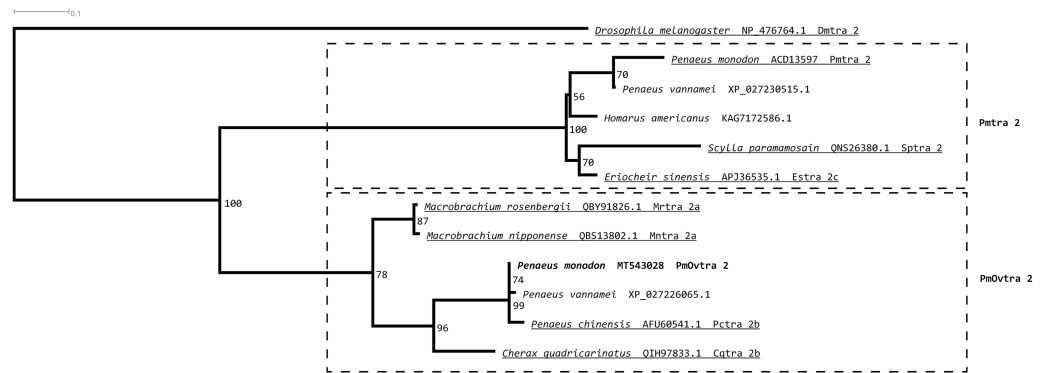 0.1
Drosophila melanogaster NP_476764.1 Dmtra 2
Penaeus monodon ACD13597 Pmtra 2
70
Penaeus vannamei XP_027230515.1
56
Homarus americanus KAG7172586.1
Pmtra 2
100
Scylla paramamosain QNS26380.1 Sptra 2
70
Eriocheir sinensis APJ36535.1 Estra 2c
100
Macrobrachium rosenbergii QBY91826.1 Mrtra 2a
87
Macrobrachium nipponense QBS13802.1 Mntra 2a
Penaeus monodon MT543028 PmOvtra 2
78
74
PmOvtra 2
Penaeus vannamei XP_027226065.1
99
Penaeus chinensis AFU60541.1 Pctra 2b
96
Cherax quadricarinatus QIH97833.1 Cqtra 2b